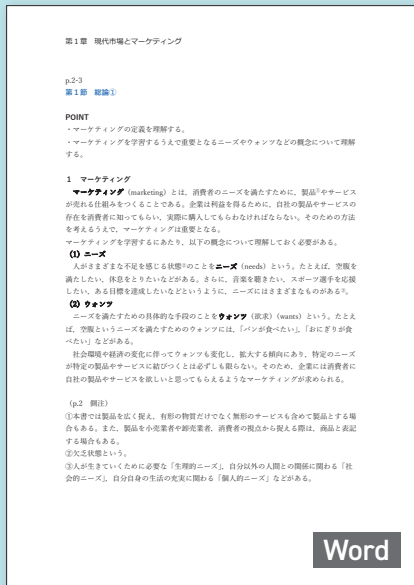 第1章　現代市場とマーケティング
p.2-3
第1節　総論①
POINT
・マーケティングの定義を理解する。
・マーケティングを学習するうえで重要となるニーズやウォンツなどの概念について理解
する。
1　マーケティング
マーケティング（marketing）とは、消費者のニーズを満たすために、製品①やサービス
が売れる仕組みをつくることである。企業は利益を得るために、自社の製品やサービスの
存在を消費者に知ってもらい、実際に購入してもらわなければならない。そのための方法
を考えるうえで、マーケティングは重要となる。
マーケティングを学習するにあたり、以下の概念について理解しておく必要がある。
（1）ニーズ
人がさまざまな不足を感じる状態②のことをニーズ（needs）という。たとえば、空腹を
満たしたい、休息をとりたいなどがある。さらに、音楽を聴きたい、スポーツ選手を応援
したい、ある目標を達成したいなどというように、ニーズにはさまざまなものがある③。
（2）ウォンツ
ニーズを満たすための具体的な手段のことをウォンツ（欲求）（wants）という。たとえ
ば、空腹というニーズを満たすためのウォンツには、「パンが食べたい」、「おにぎりが食
べたい」などがある。
社会環境や経済の変化に伴ってウォンツも変化し、拡大する傾向にあり、特定のニーズ
が特定の製品やサービスに結びつくとは必ずしも限らない。そのため、企業には消費者に
自社の製品やサービスを欲しいと思ってもらえるようなマーケティングが求められる。
（p.2　側注）
①本書では製品を広く捉え、有形の物質だけでなく無形のサービスも含めて製品とする場
合もある。また、製品を小売業者や卸売業者、消費者の視点から捉える際は、商品と表記
する場合もある。
②欠乏状態という。
③人が生きていくために必要な「生理的ニーズ」、自分以外の人間との関係に関わる「社
会的ニーズ」、自分自身の生活の充実に関わる「個人的ニーズ」などがある。
Word